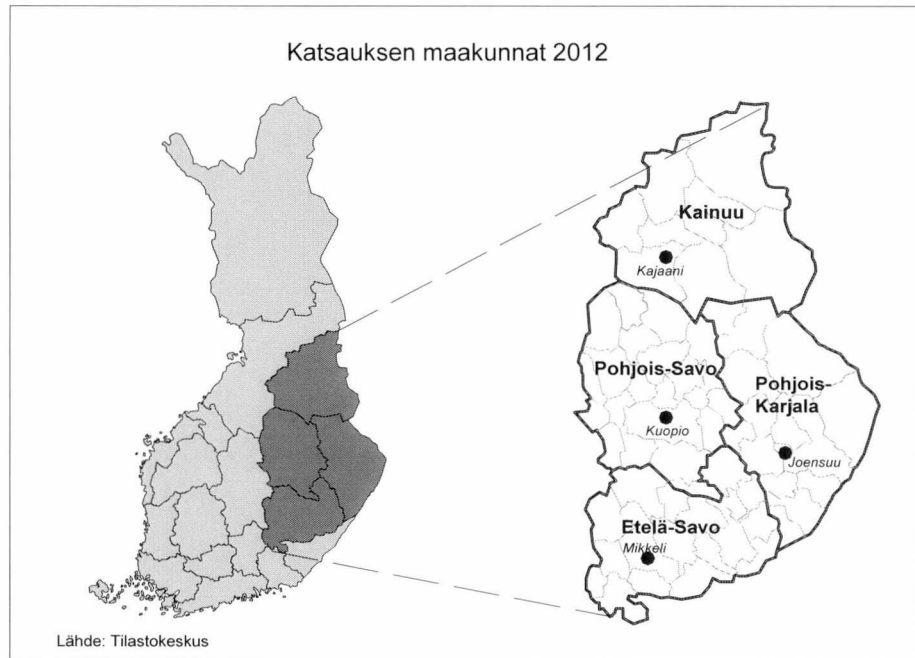 Katsauksen maakunnat 2012
Kainuu
Kajaani
Pohjois-Savo
Kuopio
Pohjois-
Karjala
Joensuu
Etelä-Savo
Mikkeli
Lähde: Tilastokeskus